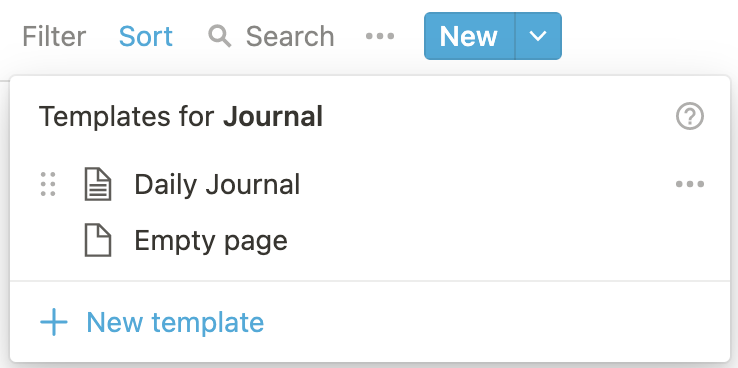 Filter Sort Search New
Templates for Journal
Daily Journal
Empty page
New template